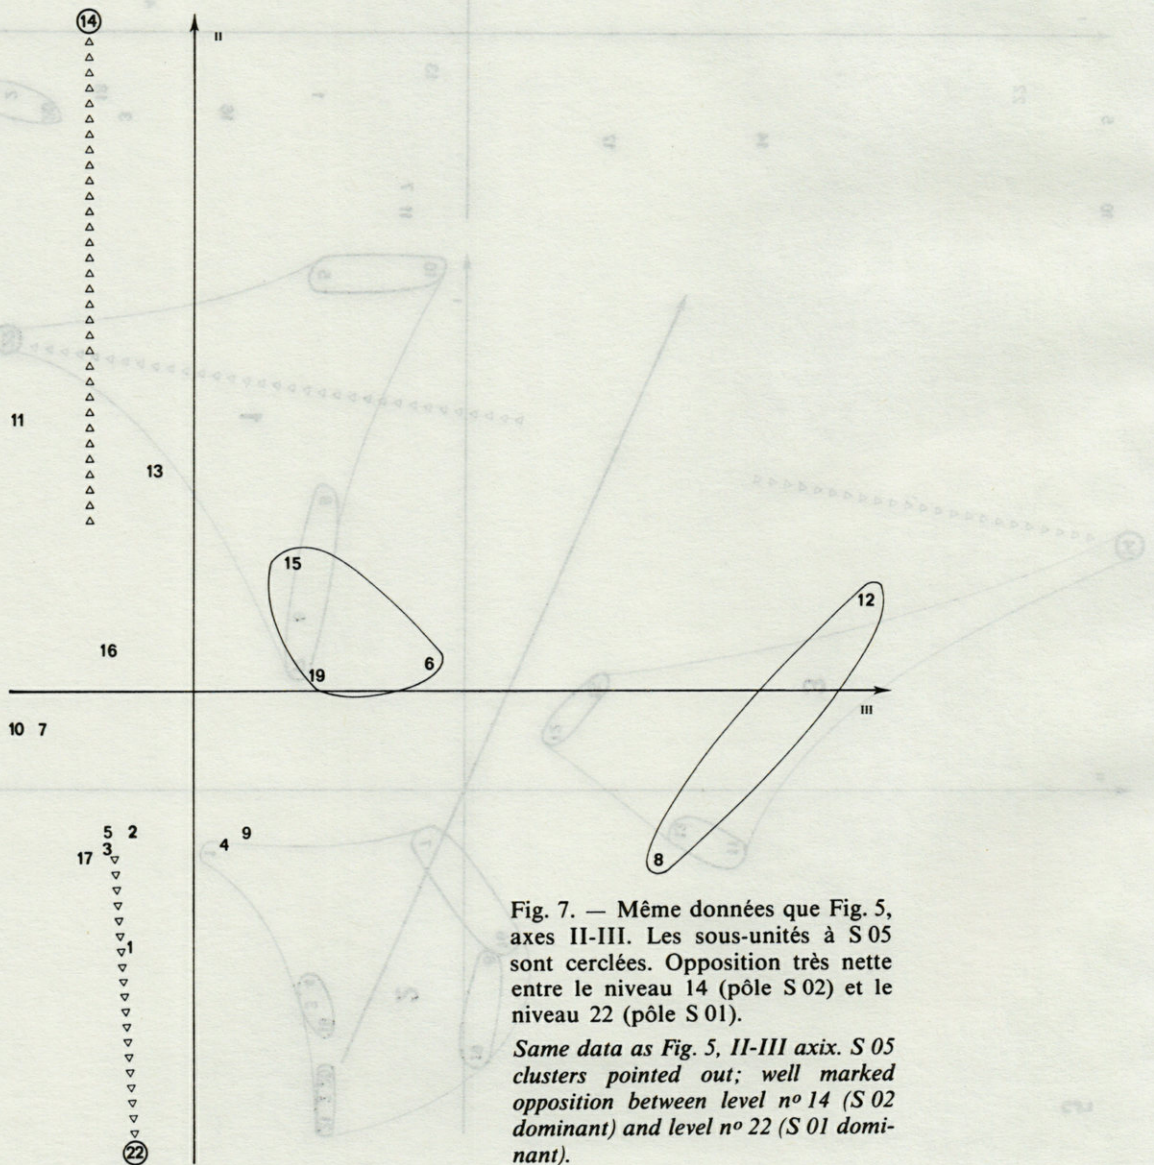 14
II
11
13
15
12
16
6
19
III
10 7
5 2 9
3 4
17
8
1
22
Fig. 7. — Même données que Fig. 5,
axes II-III. Les sous-unités à S 05
sont cerclées. Opposition très nette
entre le niveau 14 (pôle S 02) et le
niveau 22 (pôle S 01).
Same data as Fig. 5, II-III axix. S 05
clusters pointed out; well marked
opposition between level nº 14 (S 02
dominant) and level nº 22 (S 01 domi-
nant).